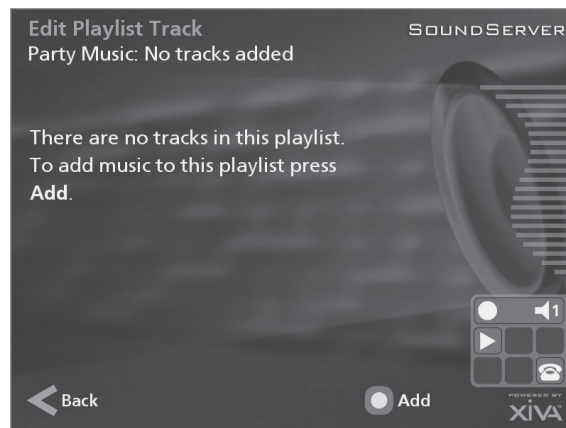 Edit Playlist Track
SOUNDSERVER
Party Music: No tracks added
There are no tracks in this playlist.
To add music to this playlist press
Add.
1
Back
Add
POWERED BY
XiVA